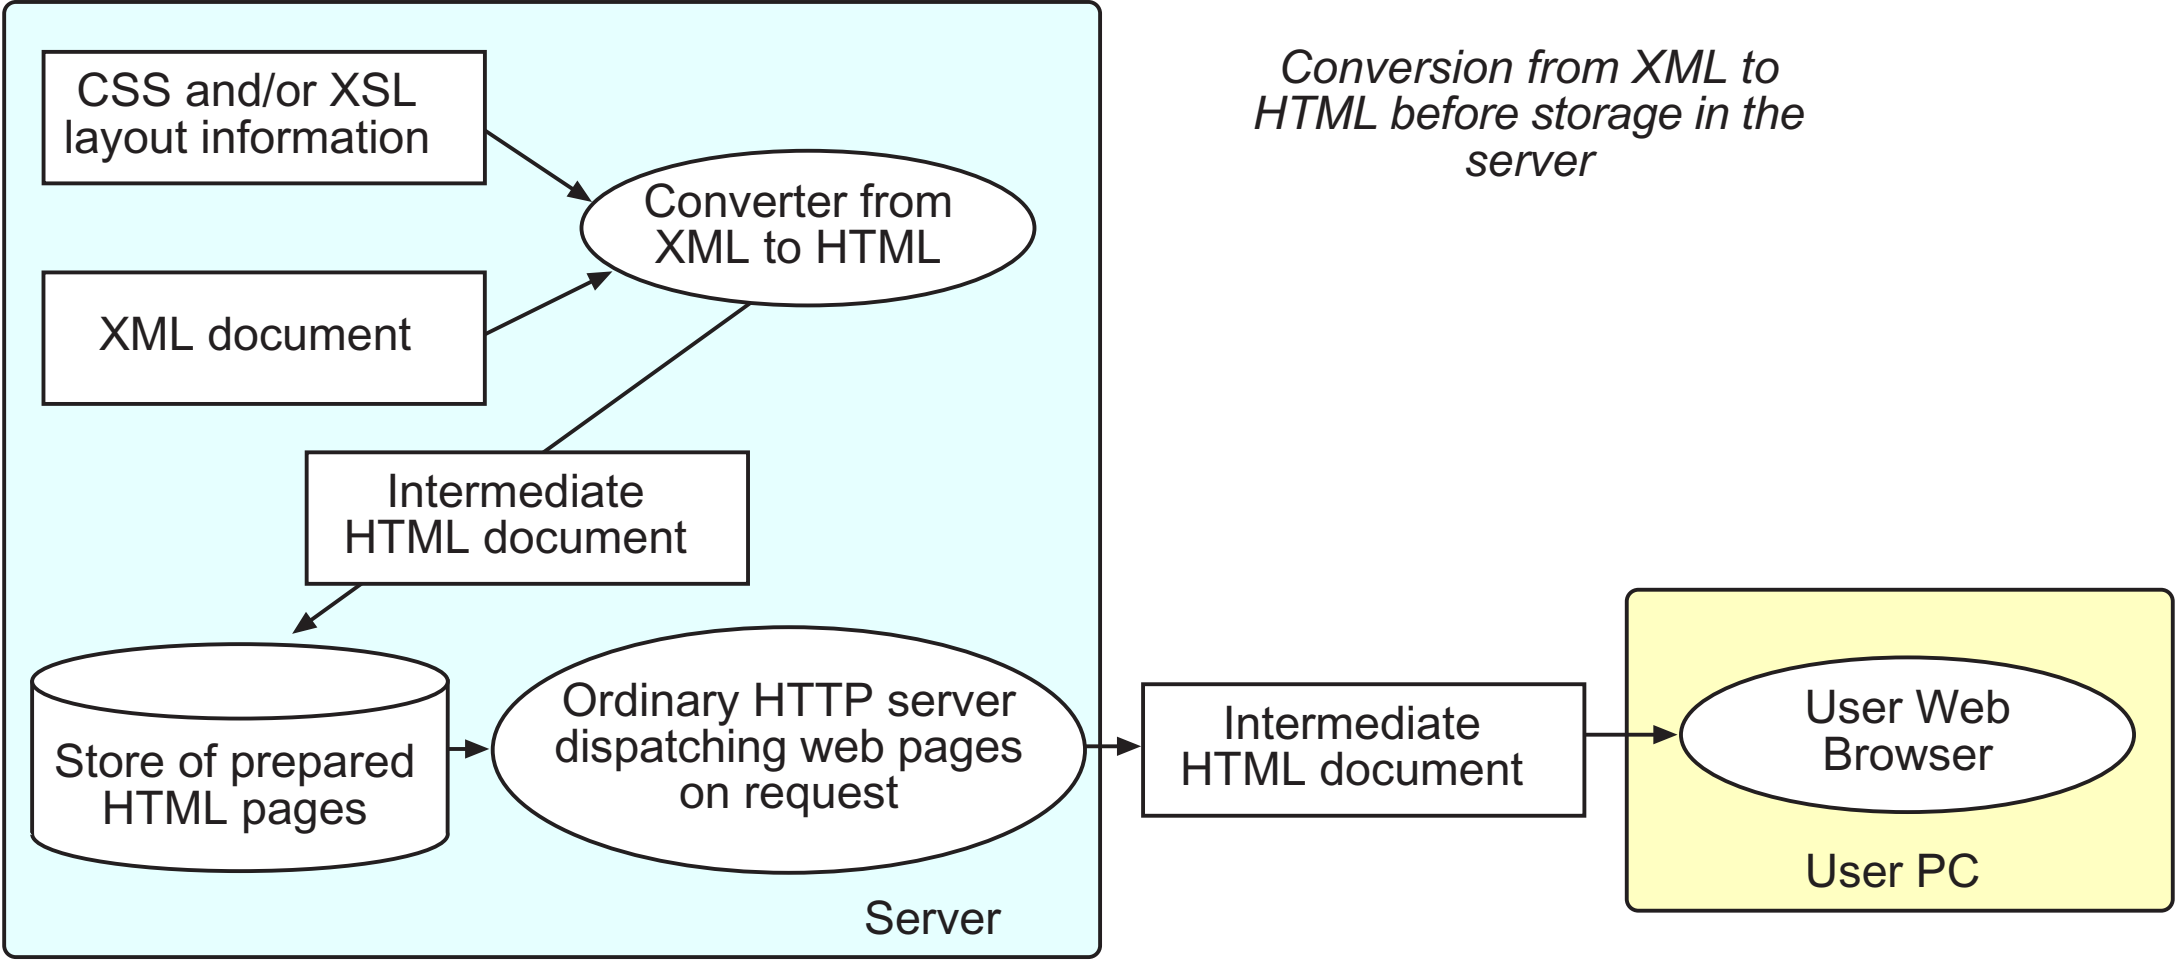 CSS and/or XSL
layout information
Conversion from XML to
HTML before storage in the
server
Converter from
XML to HTML
XML document
Intermediate
HTML document
Store of prepared
HTML pages
Ordinary HTTP server
dispatching web pages
on request
Intermediate
HTML document
User Web
Browser
User PC
Server